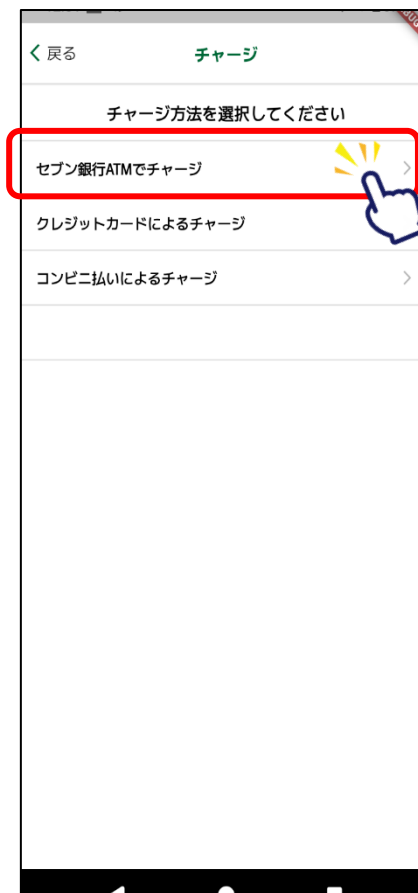 戻る
チャージ
チャージ方法を選択してください
セブン銀行ATMでチャージ
クレジットカードによるチャージ
コンビニ払いによるチャージ